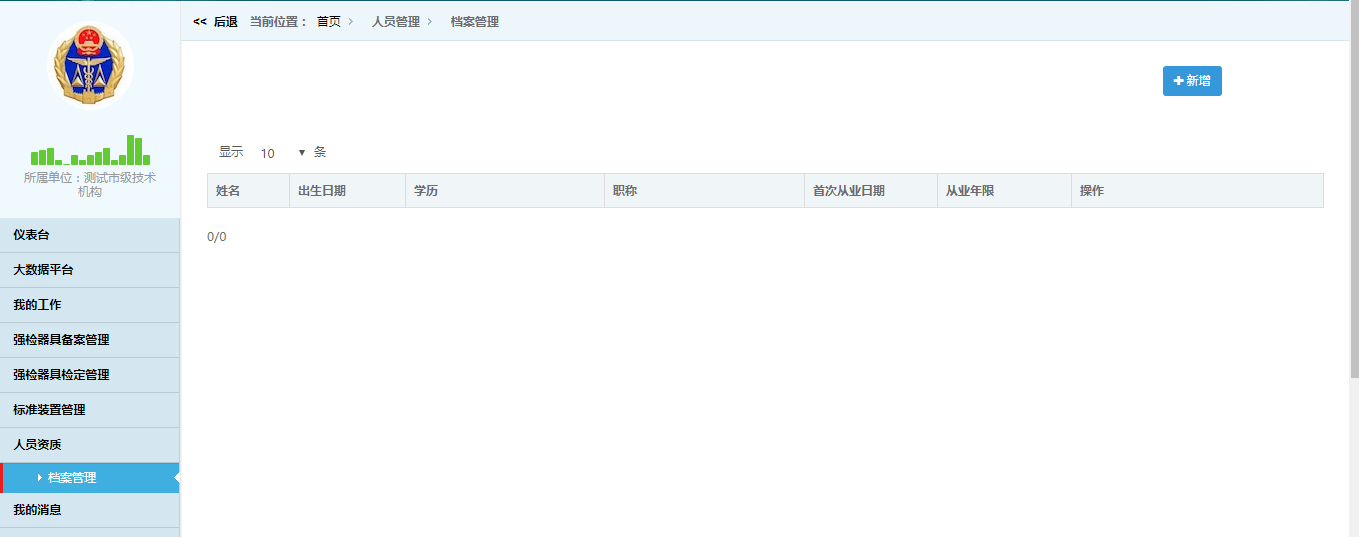 << 后退 当前位置： 首页 > 人员管理 > 档案管理
+新增
所属单位：测试市级技术
机构
显示 10 ▼ 条
姓名 出生日期 学历 职称 首次从业日期 从业年限 操作
0/0
仪表台
大数据平台
我的工作
强检器具备案管理
强检器具检定管理
标准装置管理
人员资质
档案管理
我的消息